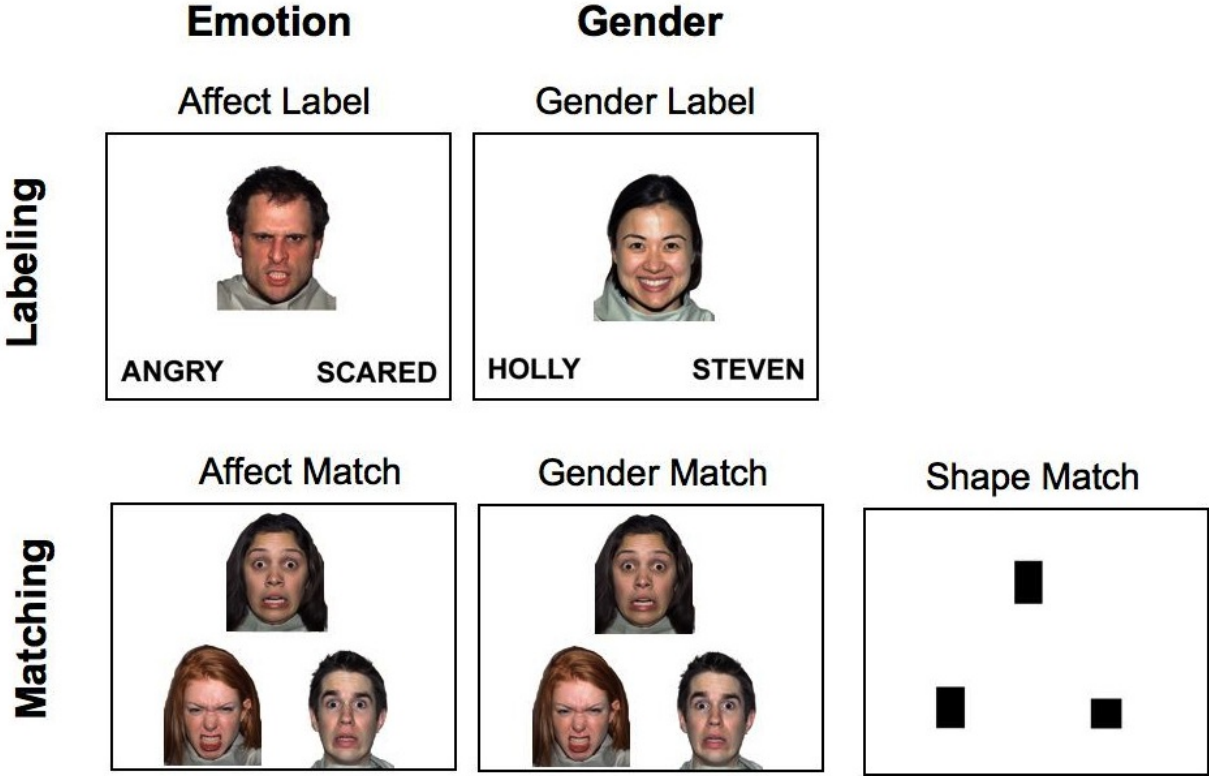 Emotion
Gender
Affect Label
Gender Label
Labeling
ANGRY
SCARED
HOLLY
STEVEN
Affect Match
Gender Match
Shape Match
Matching